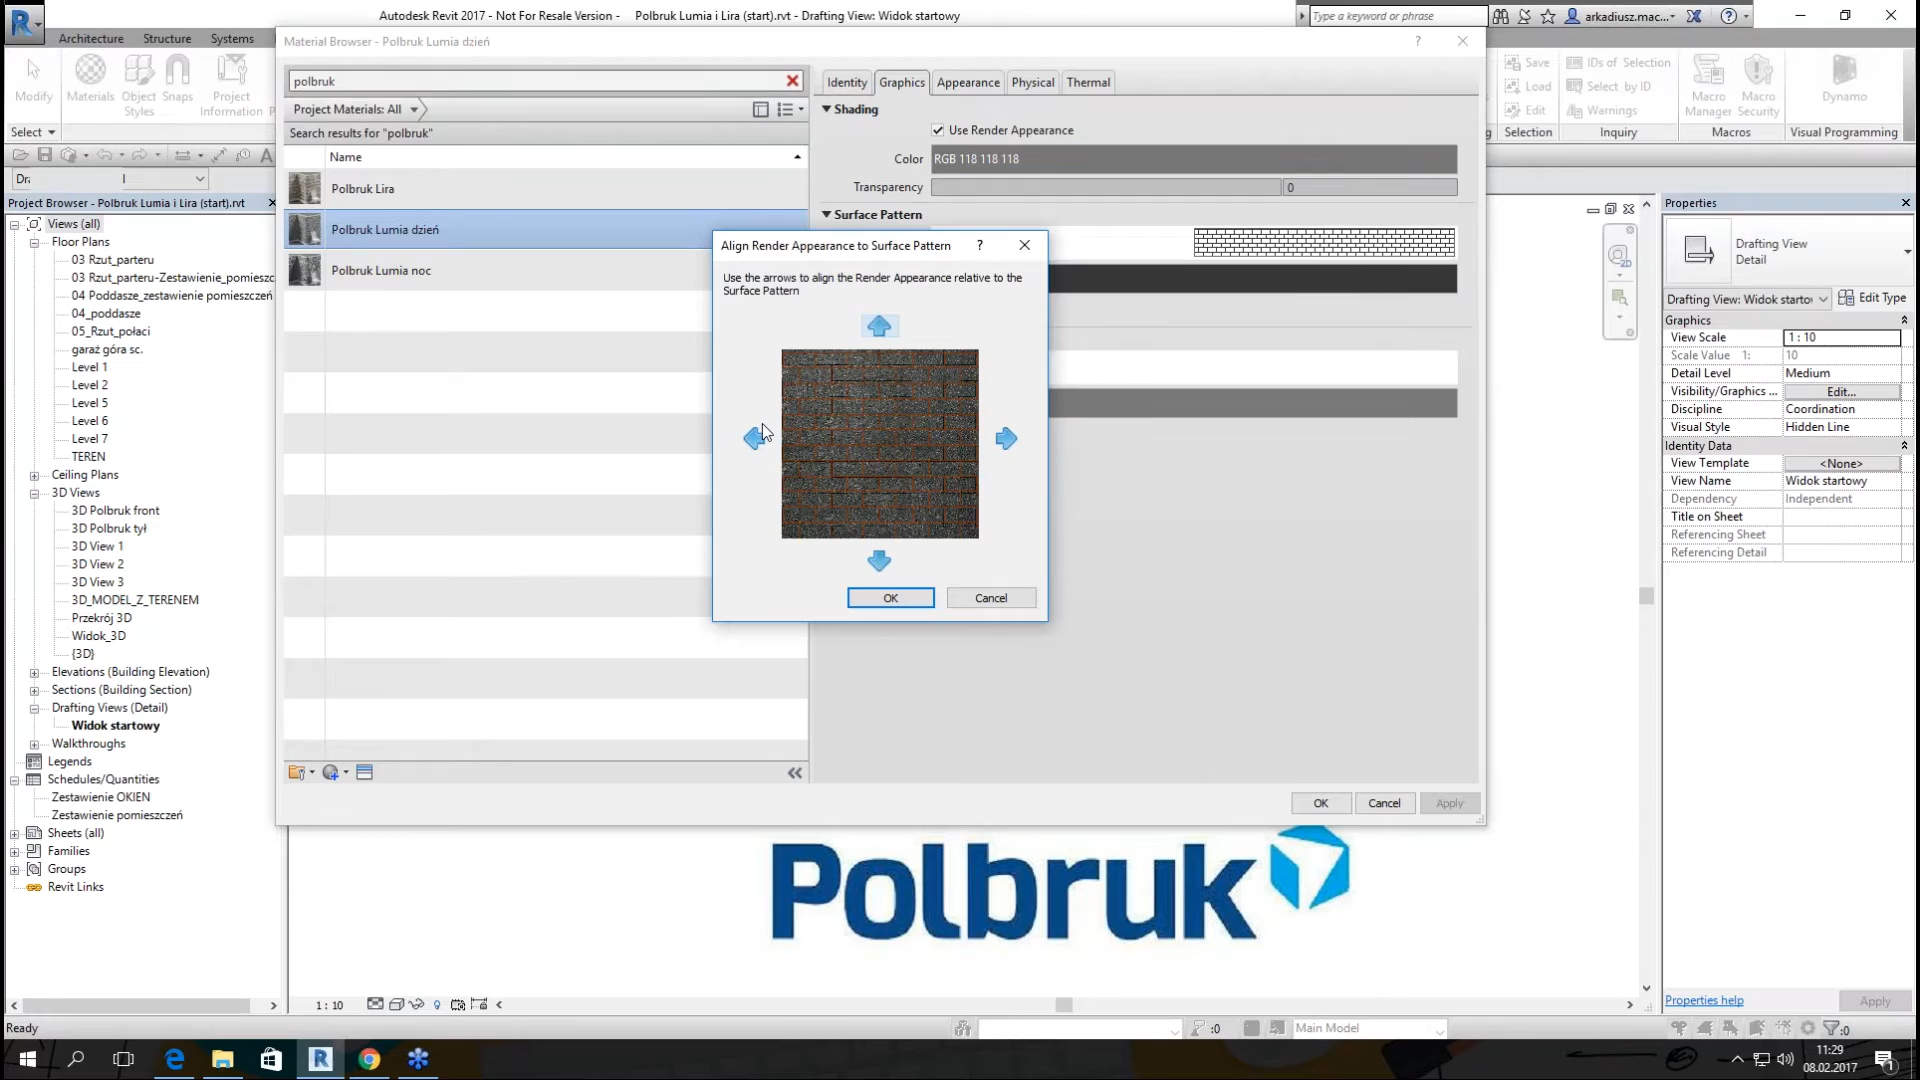 Autodesk Revit 2017 - Not For Resale Version - Polbruk Lumia i Lira (start).rvt - Drafting View: Widok startowy
Type a keyword or phrase
arkadiusz.mac...
Architecture Structure Systems
Modify
Materials
Object Styles
Snaps
Project Information
Select
Save
Load
Edit
Selection
IDs of Selection
Select by ID
Warnings
Inquiry
Macro Manager
Macro Security
Macros
Dynamo
Visual Programming
Project Browser - Polbruk Lumia i Lira (start).rvt
Views (all)
Floor Plans
03 Rzut_parteru
03 Rzut_parteru-Zestawienie_pomieszc
04 Poddasze_zestawienie pomieszczeń
04_poddasze
05_Rzut_połaci
garaż góra sc.
Level 1
Level 2
Level 5
Level 6
Level 7
TEREN
Ceiling Plans
3D Views
3D Polbruk front
3D Polbruk tył
3D View 1
3D View 2
3D View 3
3D_MODEL_Z_TERENEM
Przekrój 3D
Widok_3D
{3D}
Elevations (Building Elevation)
Sections (Building Section)
Drafting Views (Detail)
Widok startowy
Walkthroughs
Legends
Schedules/Quantities
Zestawienie OKIEN
Zestawienie pomieszczeń
Sheets (all)
Families
Groups
Revit Links
Material Browser - Polbruk Lumia dzień
polbruk
Project Materials: All
Search results for "polbruk"
Name
Polbruk Lira
Polbruk Lumia dzień
Polbruk Lumia noc
Identity Graphics Appearance Physical Thermal
Shading
Use Render Appearance
Color RGB 118 118 118
Transparency 0
Surface Pattern
Align Render Appearance to Surface Pattern
Use the arrows to align the Render Appearance relative to the
Surface Pattern
OK Cancel
OK Cancel Apply
Polbruk
Properties
Drafting View
Detail
Drafting View: Widok starto
Edit Type
Graphics
View Scale 1 : 10
Scale Value 1: 10
Detail Level Medium
Visibility/Graphics ... Edit...
Discipline Coordination
Visual Style Hidden Line
Identity Data
View Template <None>
View Name Widok startowy
Dependency Independent
Title on Sheet
Referencing Sheet
Referencing Detail
Properties help
Apply
1 : 10
Ready
:0
Main Model
:0
11:29
08.02.2017